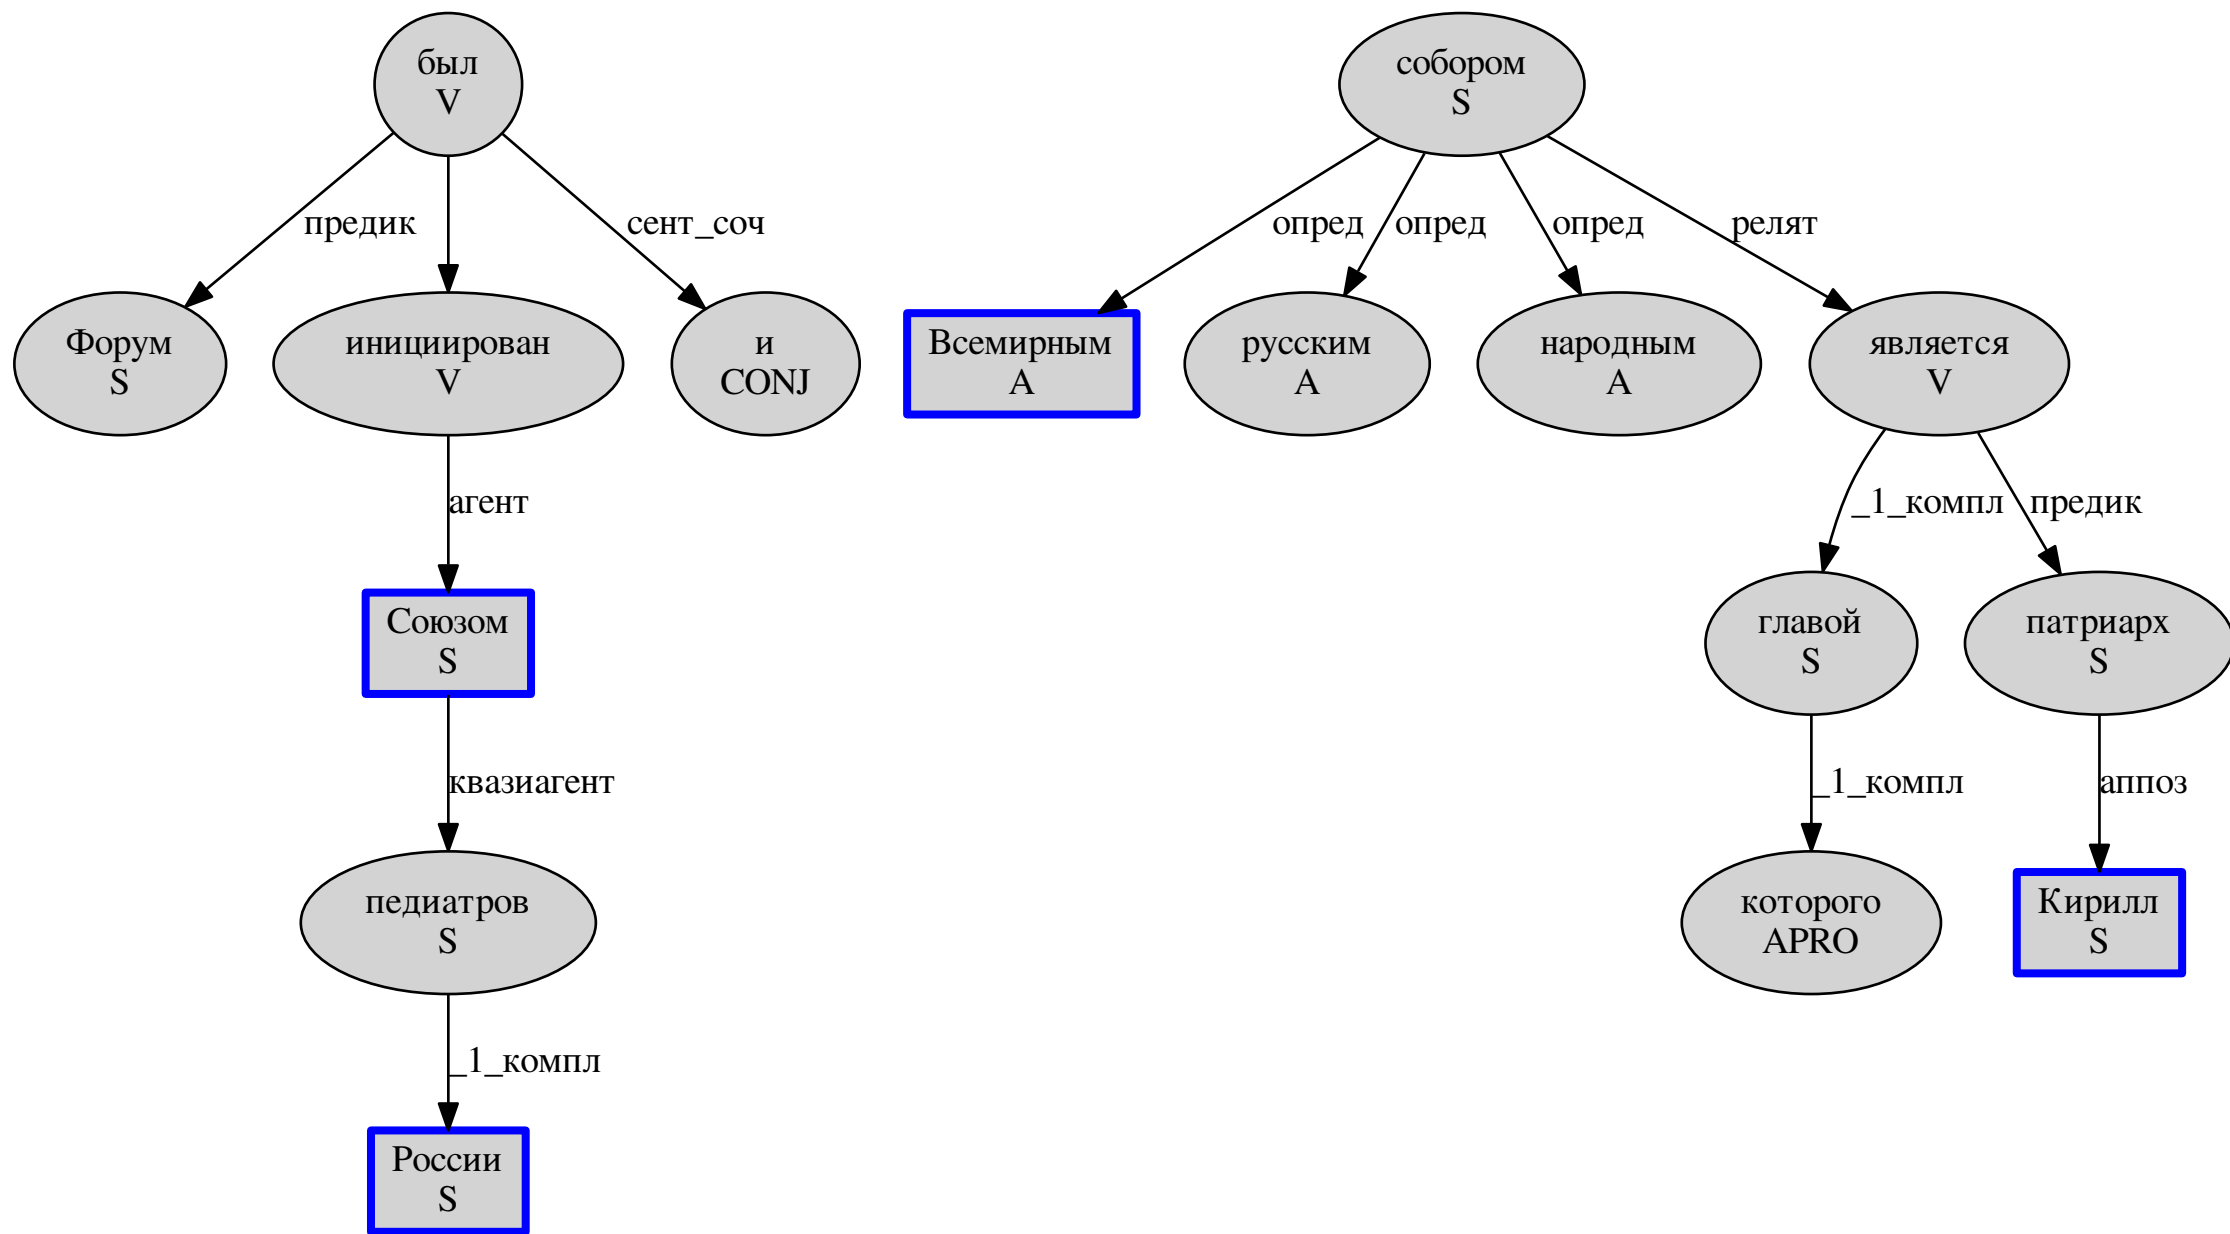 был
V
собором
S
предик
сент_соч
опред
опред
опред
релят
Форум
S
инициирован
V
и
CONJ
Всемирным
A
русским
A
народным
A
является
V
агент
_1_компл
предик
Союзом
S
главой
S
патриарх
S
квазиагент
_1_компл
аппоз
педиатров
S
которого
APRO
Кирилл
S
_1_компл
России
S